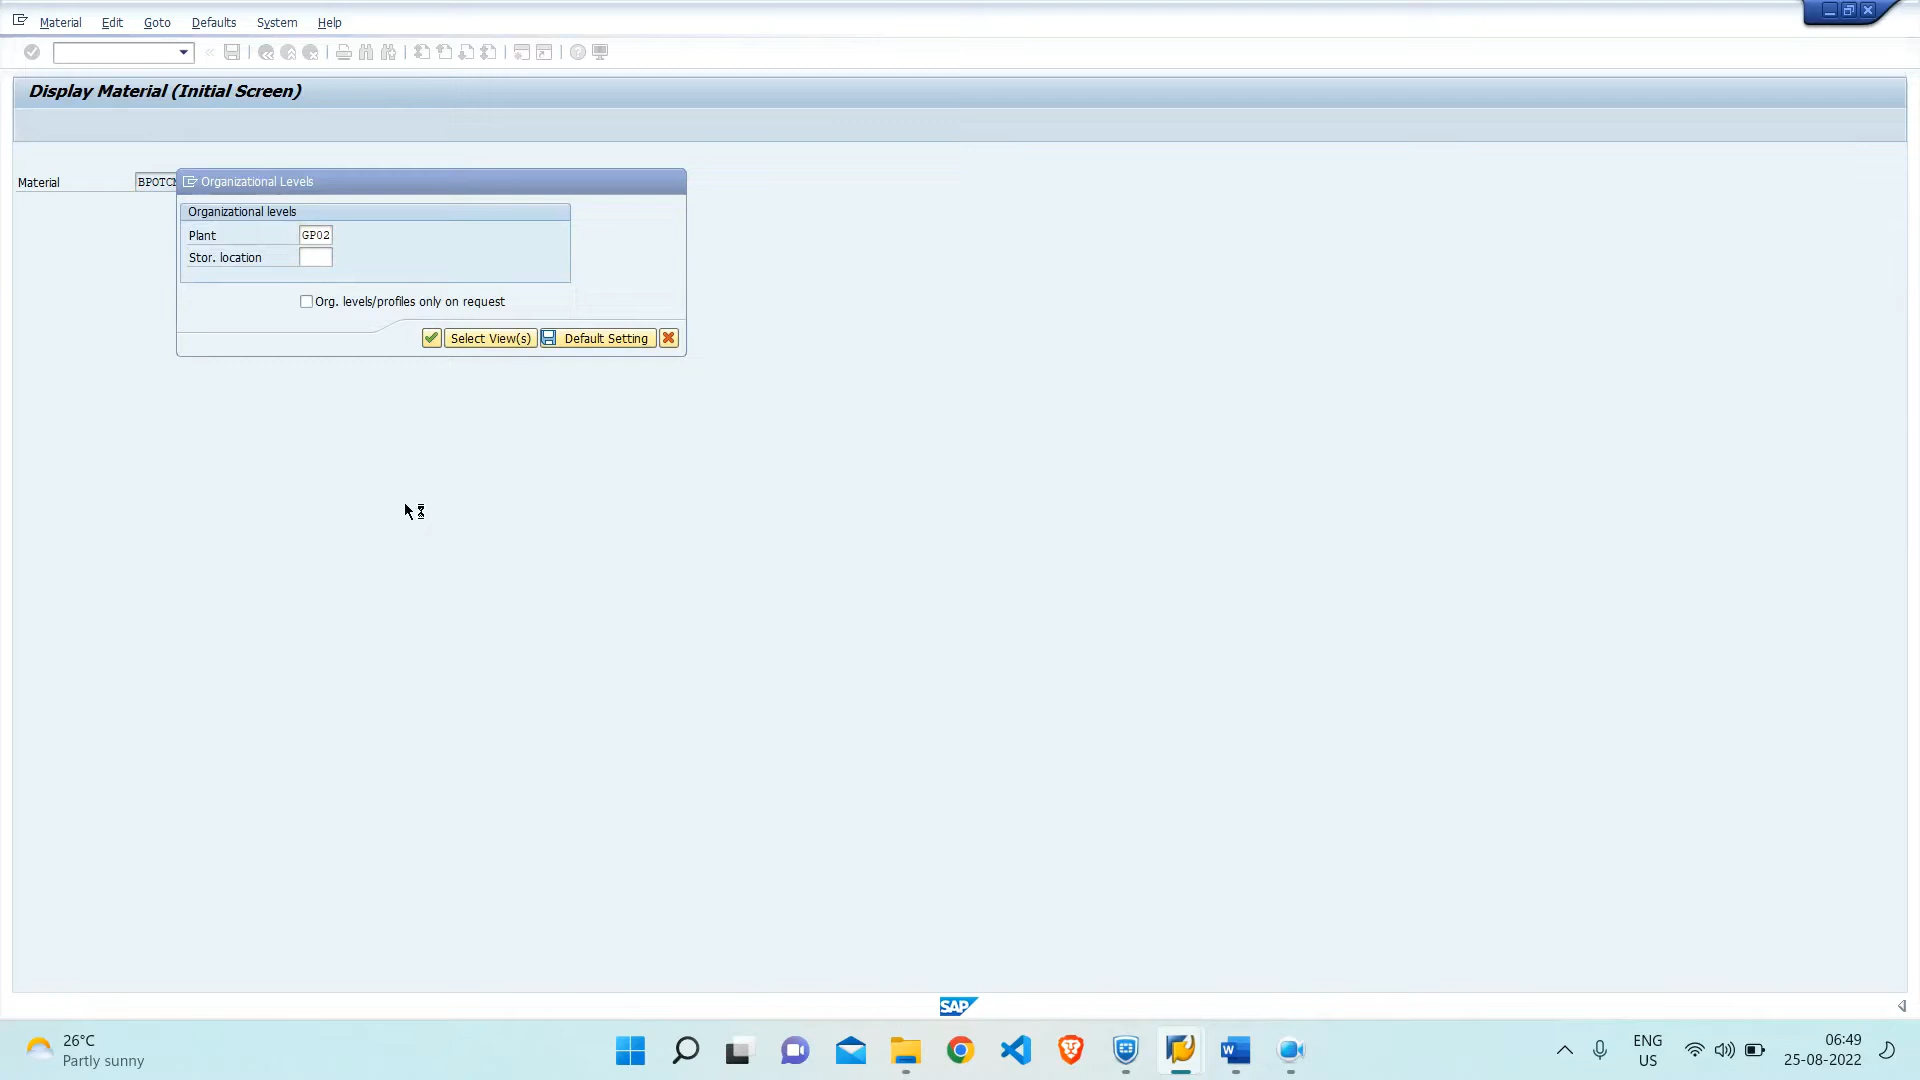 Material Edit Goto Defaults System Help
Display Material (Initial Screen)
Material
Organizational Levels
Organizational levels
Plant GP02
Stor. location
Org. levels/profiles only on request
Select View(s) Default Setting
SAP
26°C
Partly sunny
ENG
US
06:49
25-08-2022